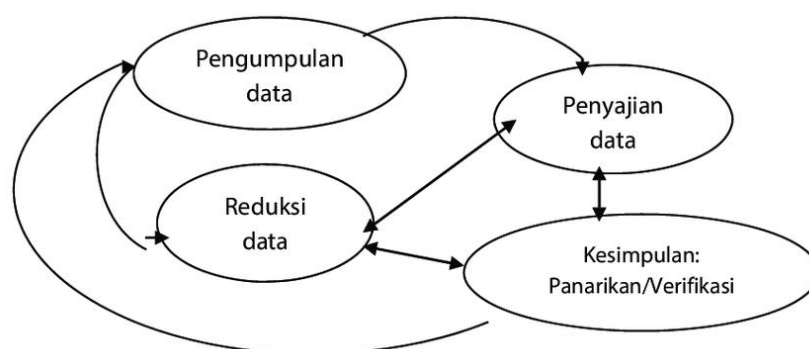 Pengumpulan
data
Penyajian
data
Reduksi
data
Kesimpulan:
Panarikan/Verifikasi